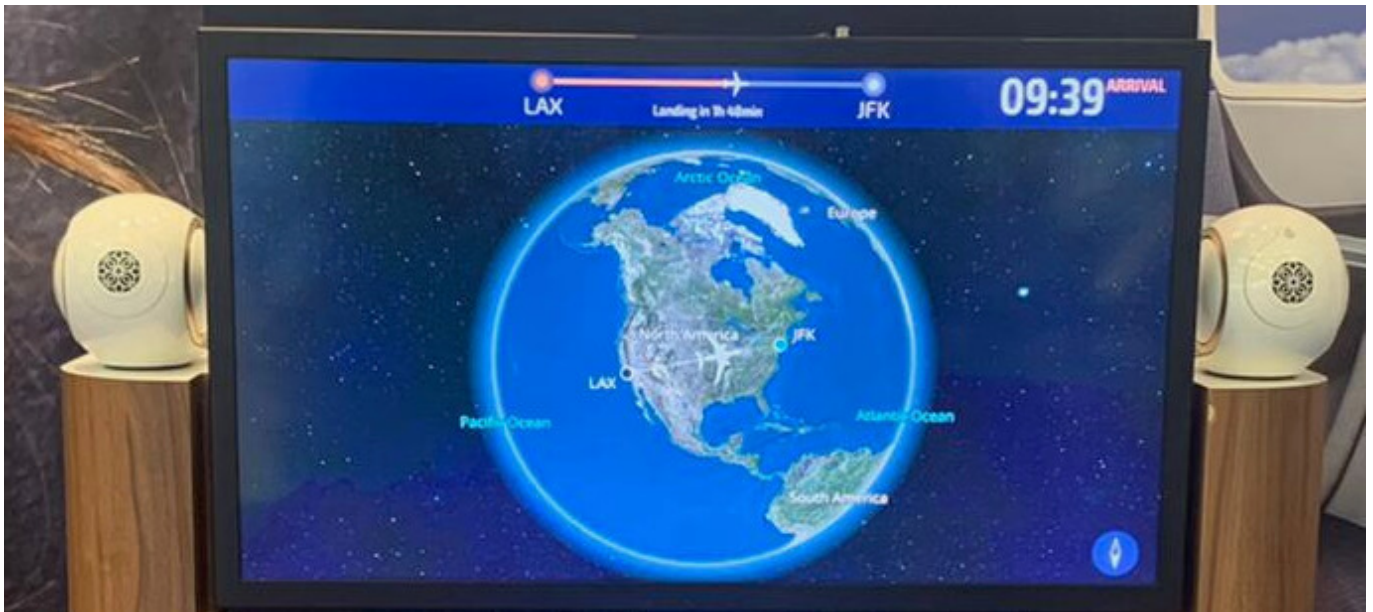 LAX
Landing in 1h 48min
JFK
09:39 ARRIVAL
Arctic Ocean
Europe
North America
JFK
LAX
Pacific Ocean
Atlantic Ocean
South America